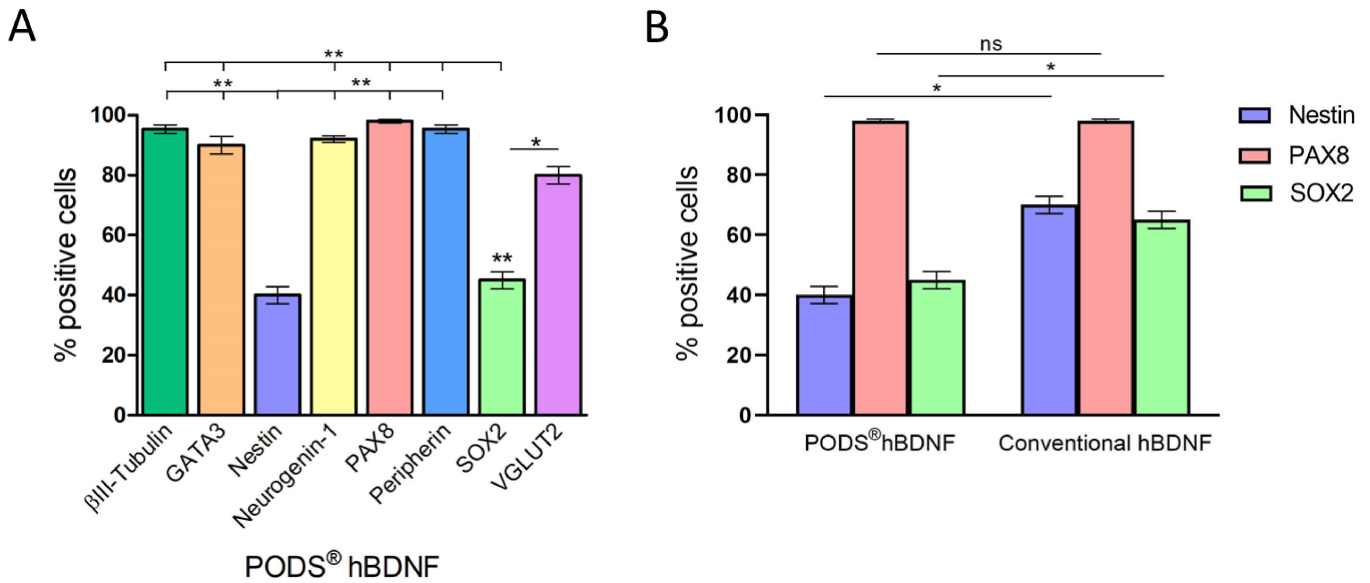 A
B
**
**
**
*
**
100
80
60
40
20
0
% positive cells
βIII-Tubulin
GATA3
Nestin
Neurogenin-1
PAX8
Peripherin
SOX2
VGLUT2
PODS® hBDNF
ns
*
*
100
80
60
40
20
0
% positive cells
PODS®hBDNF
Conventional hBDNF
Nestin
PAX8
SOX2